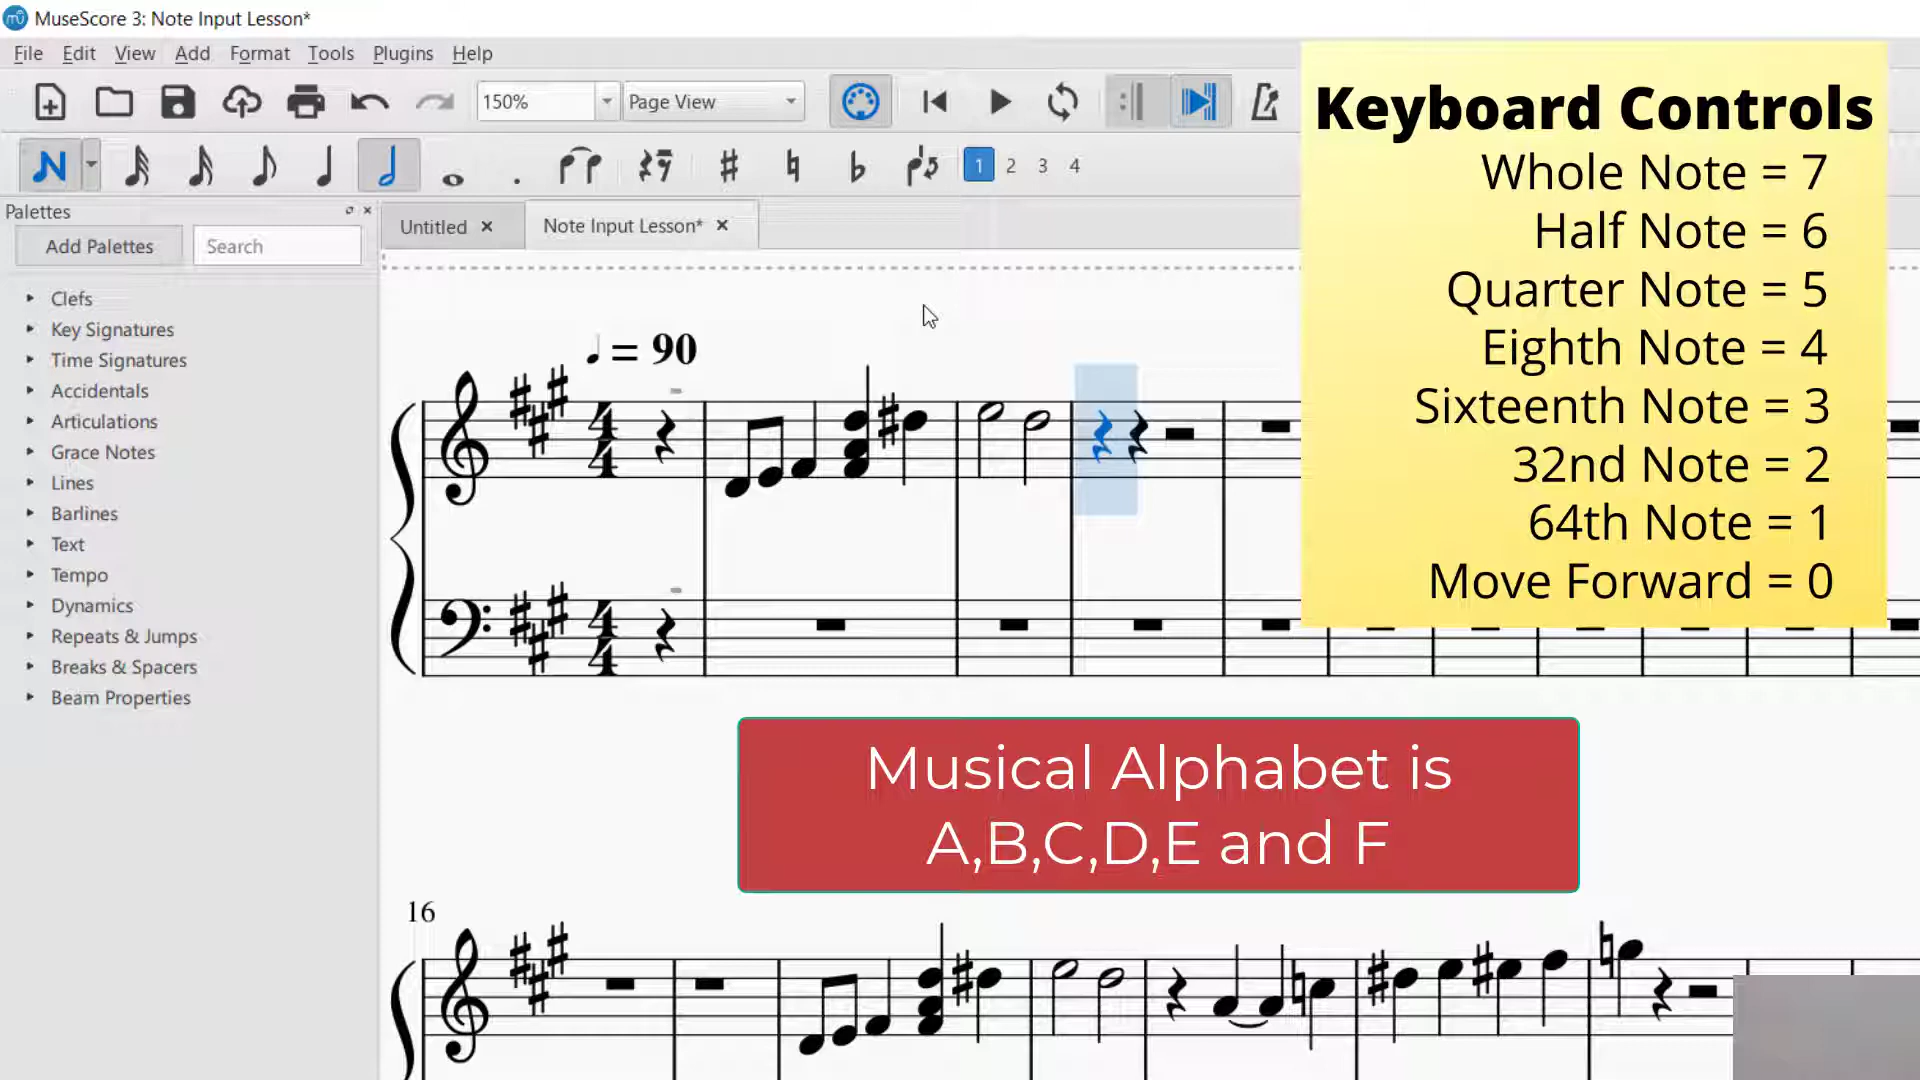 MuseScore 3: Note Input Lesson*
File Edit View Add Format Tools Plugins Help
150% Page View
1 2 3 4
Palettes
Add Palettes Search
Untitled Note Input Lesson*
Clefs
Key Signatures
Time Signatures
Accidentals
Articulations
Grace Notes
Lines
Barlines
Text
Tempo
Dynamics
Repeats & Jumps
Breaks & Spacers
Beam Properties
= 90
4
4
4
4
Keyboard Controls
Whole Note = 7
Half Note = 6
Quarter Note = 5
Eighth Note = 4
Sixteenth Note = 3
32nd Note = 2
64th Note = 1
Move Forward = 0
Musical Alphabet is
A,B,C,D,E and F
16